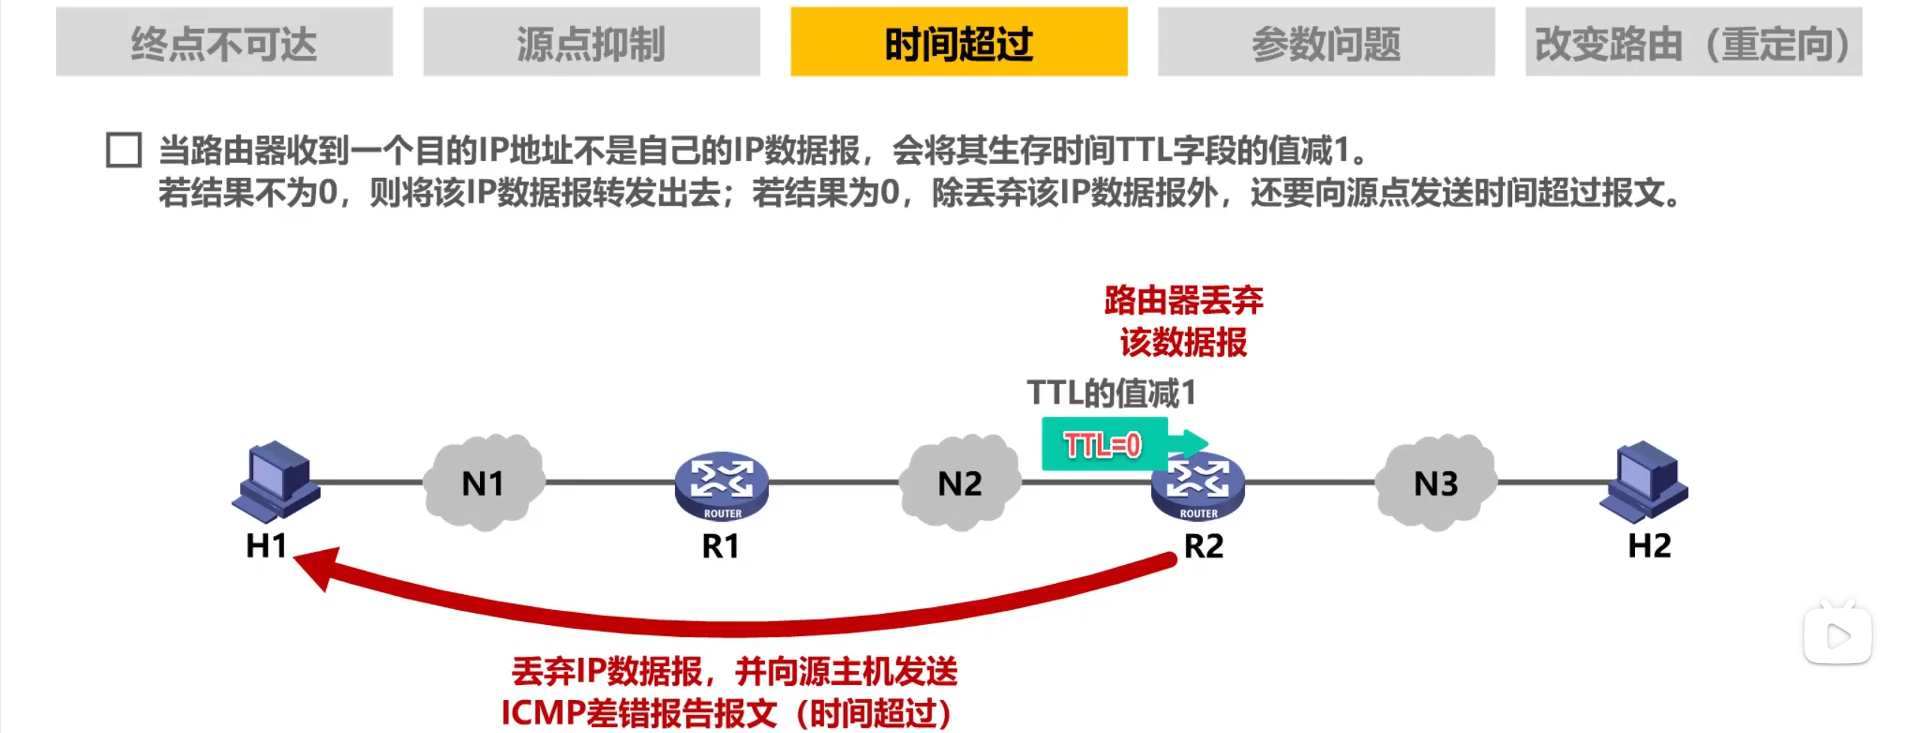 终点不可达
源点抑制
时间超过
参数问题
改变路由（重定向）
当路由器收到一个目的IP地址不是自己的IP数据报，会将其生存时间TTL字段的值减1。
若结果不为0，则将该IP数据报转发出去；若结果为0，除丢弃该IP数据报外，还要向源点发送时间超过报文。
路由器丢弃
该数据报
TTL的值减1
TTL=0
N1
N2
N3
ROUTER
ROUTER
H1
R1
R2
H2
丢弃IP数据报，并向源主机发送
ICMP差错报告报文（时间超过）